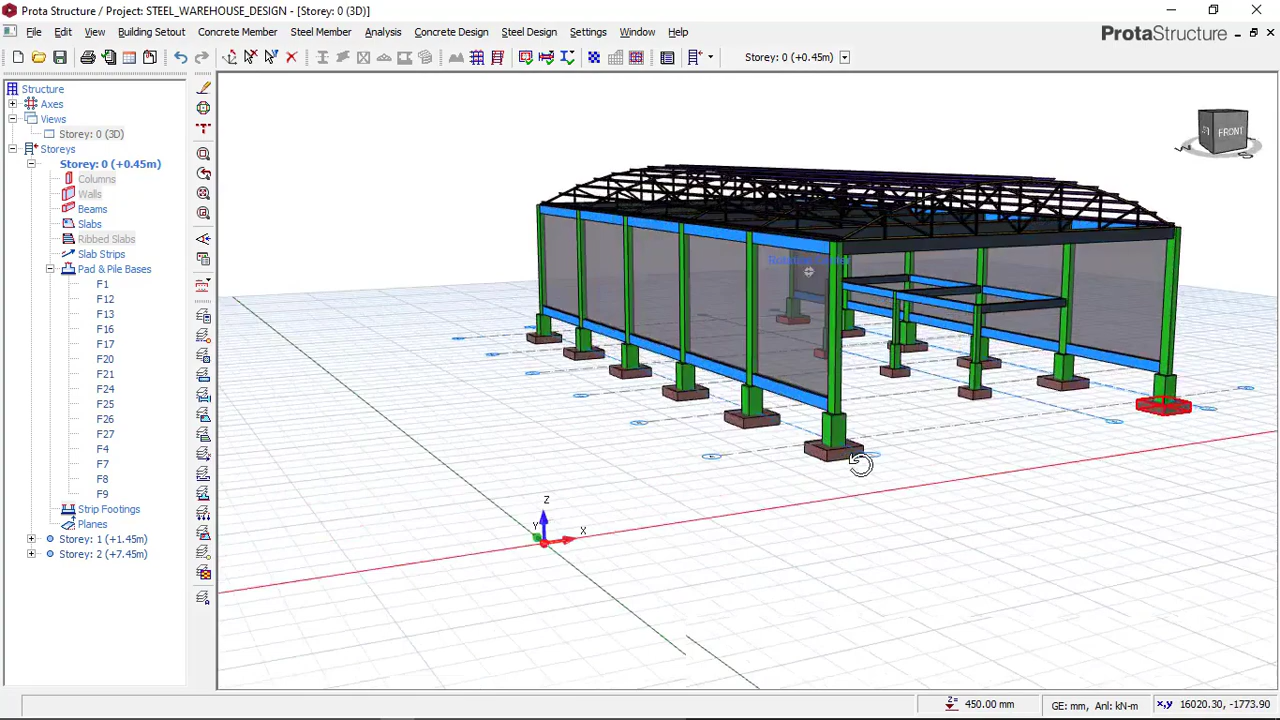 Prota Structure / Project: STEEL_WAREHOUSE_DESIGN - [Storey: 0 (3D)]
File Edit View Building Setout Concrete Member Steel Member Analysis Concrete Design Steel Design Settings Window Help
ProtaStructure
Storey: 0 (+0.45m)
Structure
Axes
Views
Storey: 0 (3D)
Storeys
Storey: 0 (+0.45m)
Columns
Walls
Beams
Slabs
Ribbed Slabs
Slab Strips
Pad & Pile Bases
F1
F12
F13
F16
F17
F20
F21
F24
F25
F26
F27
F4
F7
F8
F9
Strip Footings
Planes
Storey: 1 (+1.45m)
Storey: 2 (+7.45m)
FRONT
Z
Y
X
Z= 450.00 mm
GE: mm, Anl: kN-m
x,y 16020.30, -1773.90